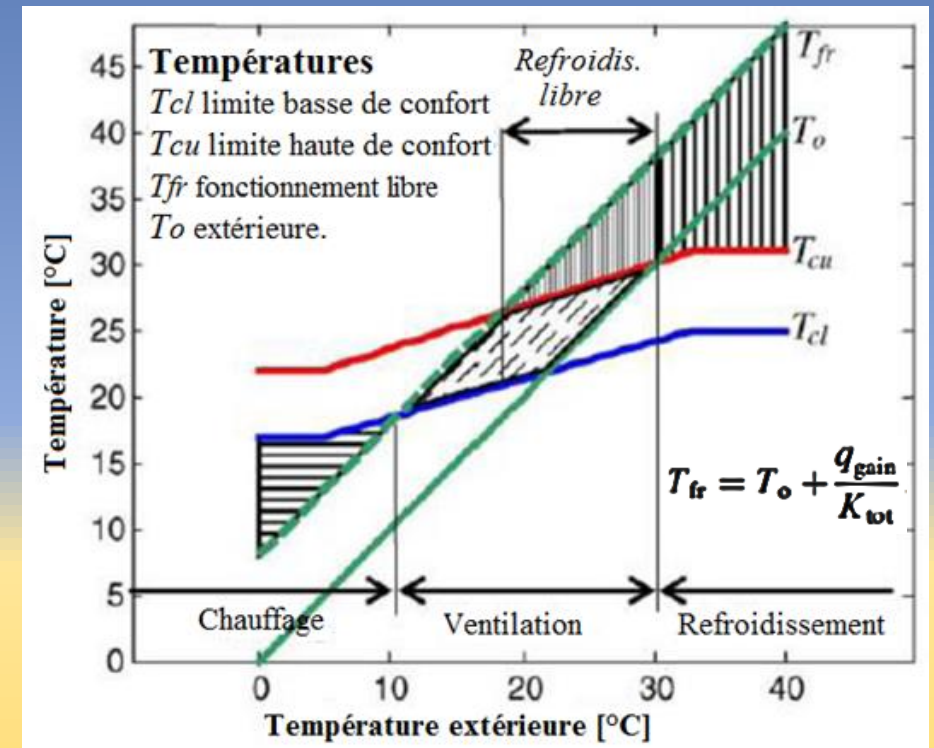 Températures
Tcl limite basse de confort
Tcu limite haute de confort
Tfr fonctionnement libre
To extérieure.
Refroidis.
libre
Tfr
To
Tcu
Tcl
Tfr = To + qgain / Ktot
Température [°C]
45
40
35
30
25
20
15
10
5
0
Chauffage
Ventilation
Refroidissement
0 10 20 30 40
Température extérieure [°C]